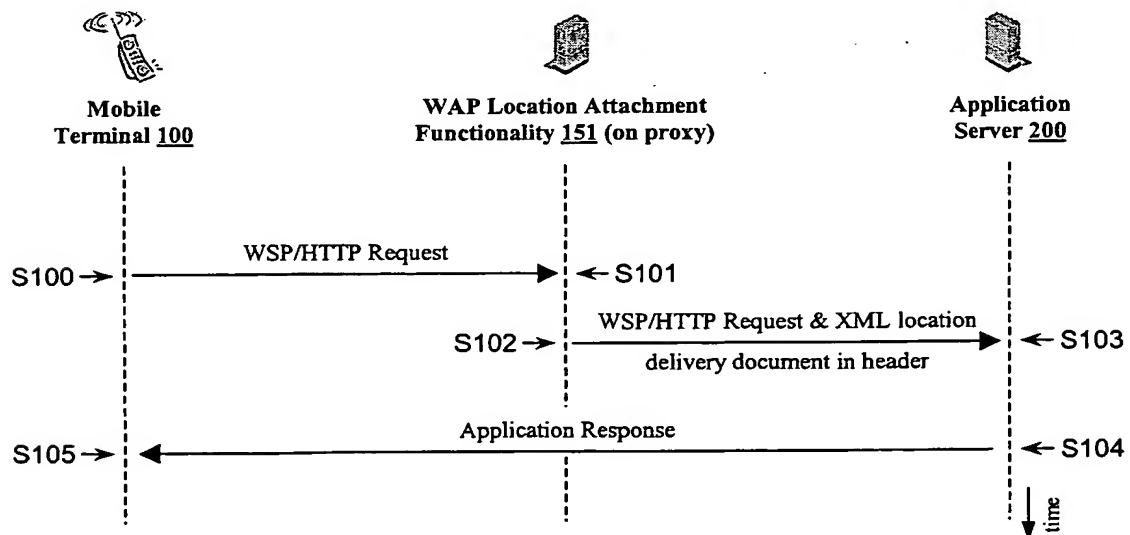 Mobile
Terminal 100
WAP Location Attachment
Functionality 151 (on proxy)
Application
Server 200
WSP/HTTP Request
S100
S101
WSP/HTTP Request & XML location
S102
S103
delivery document in header
Application Response
S105
S104
time